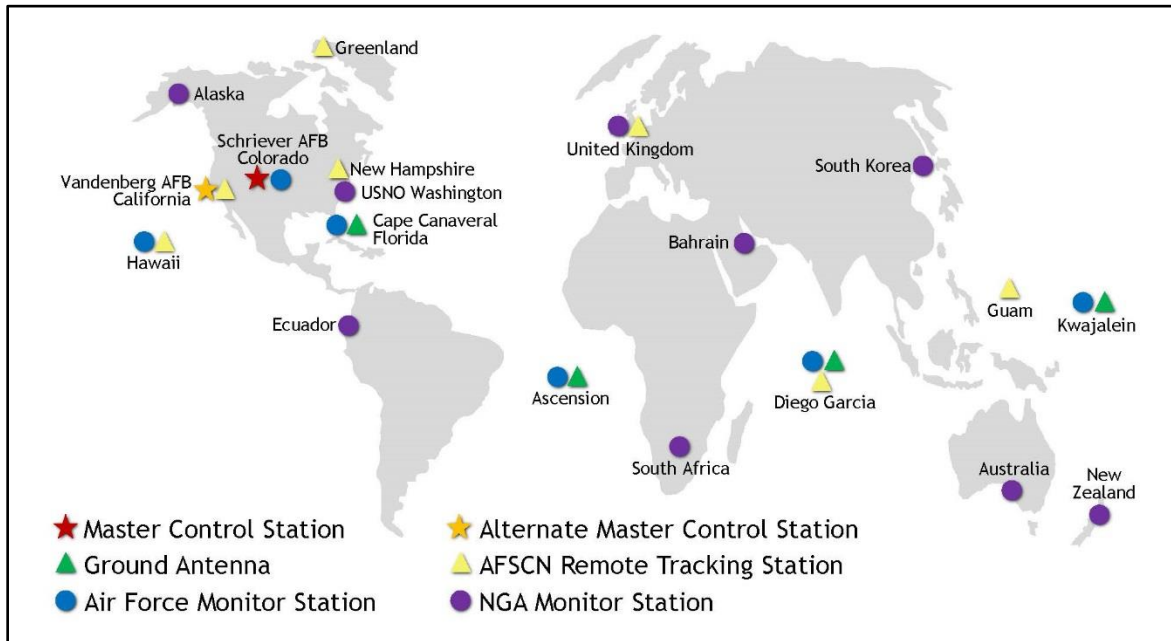 Greenland
Alaska
Schriever AFB
Colorado
New Hampshire
USNO Washington
Vandenberg AFB
California
Cape Canaveral
Florida
Hawaii
United Kingdom
South Korea
Bahrain
Guam
Kwajalein
Ecuador
Ascension
Diego Garcia
South Africa
Australia
New
Zealand
Master Control Station
Alternate Master Control Station
Ground Antenna
AFSCN Remote Tracking Station
Air Force Monitor Station
NGA Monitor Station